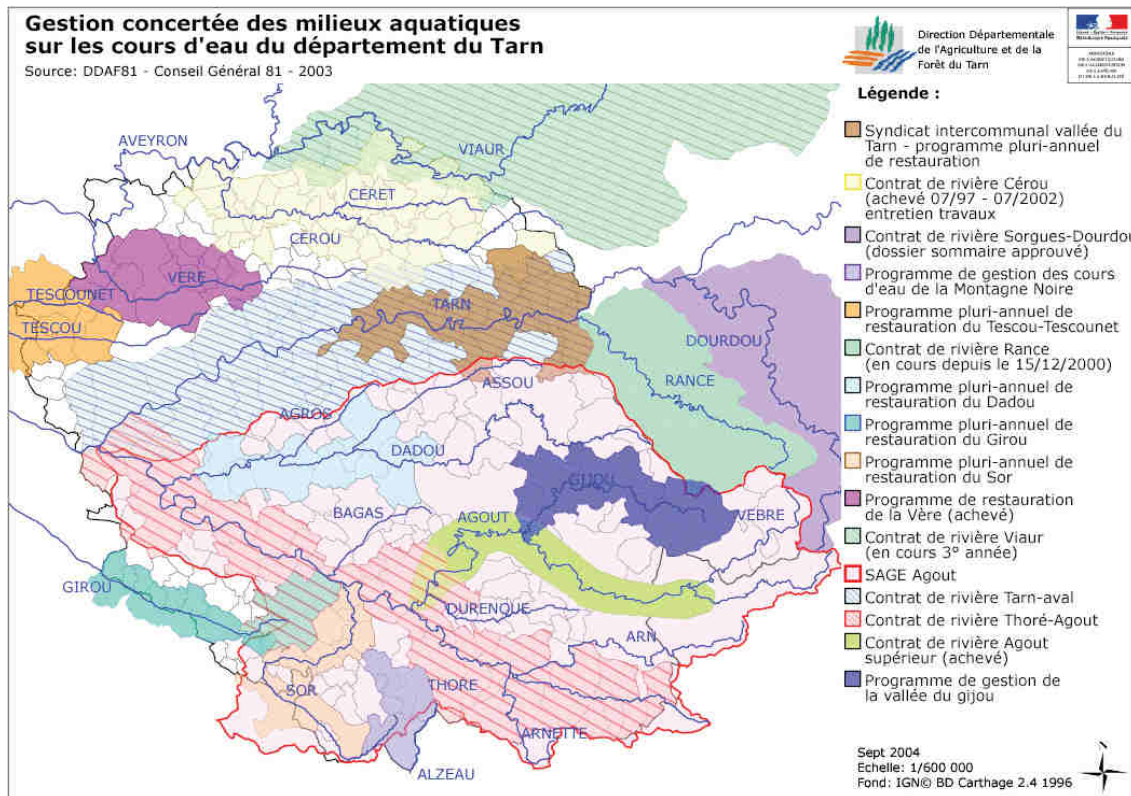 Gestion concertée des milieux aquatiques
sur les cours d'eau du département du Tarn
Source: DDAF81 - Conseil Général 81 - 2003
Direction Départementale
de l'Agriculture et de la
Forêt du Tarn
Légende :
Syndicat intercommunal vallée du
Tarn - programme pluri-annuel
de restauration
Contrat de rivière Cérou
(achevé 07/97 - 07/2002)
entretien travaux
Contrat de rivière Sorgues-Dourdou
(dossier sommaire approuvé)
Programme de gestion des cours
d'eau de la Montagne Noire
Programme pluri-annuel de
restauration du Tescou-Tescounet
Contrat de rivière Rance
(en cours depuis le 15/12/2000)
Programme pluri-annuel de
restauration du Dadou
Programme pluri-annuel de
restauration du Girou
Programme pluri-annuel de
restauration du Sor
Programme de restauration
de la Vère (achevé)
Contrat de rivière Viaur
(en cours 3° année)
SAGE Agout
Contrat de rivière Tarn-aval
Contrat de rivière Thoré-Agout
Contrat de rivière Agout
supérieur (achevé)
Programme de gestion de
la vallée du gijou
Sept 2004
Echelle: 1/600 000
Fond: IGN© BD Carthage 2.4 1996
AVEYRON
VIAUR
CERET
CEROU
VERE
TESCOUNET
TESCOU
TARN
DOURDOU
RANCE
ASSOU
AGROS
DADOU
GIJOU
BAGAS
AGOUT
VEBRE
GIROU
DURENQUE
ARN
SOR
THORE
ARNETTE
ALZEAU